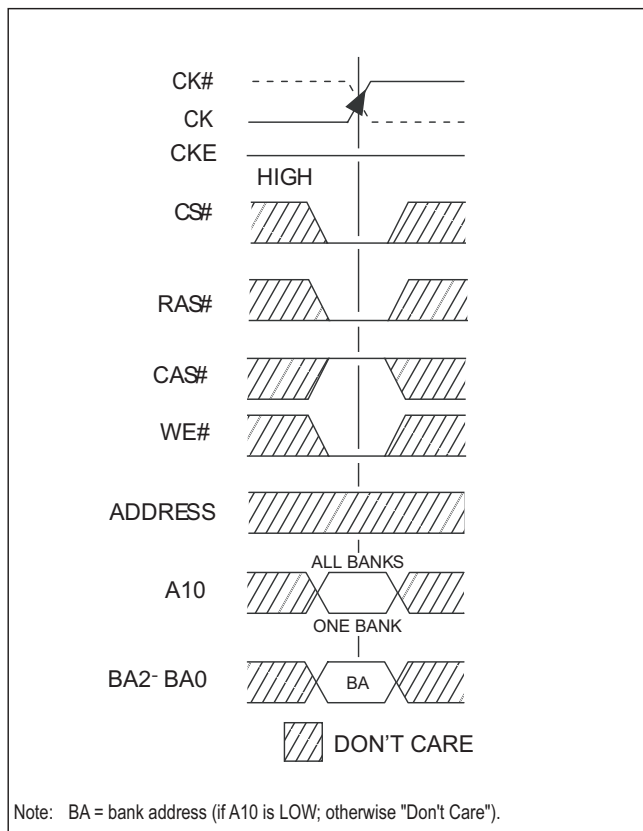 CK#
CK
CKE
HIGH
CS#
RAS#
CAS#
WE#
ADDRESS
ALL BANKS
A10
ONE BANK
BA2- BA0
BA
DON'T CARE
Note: BA = bank address (if A10 is LOW; otherwise "Don't Care").